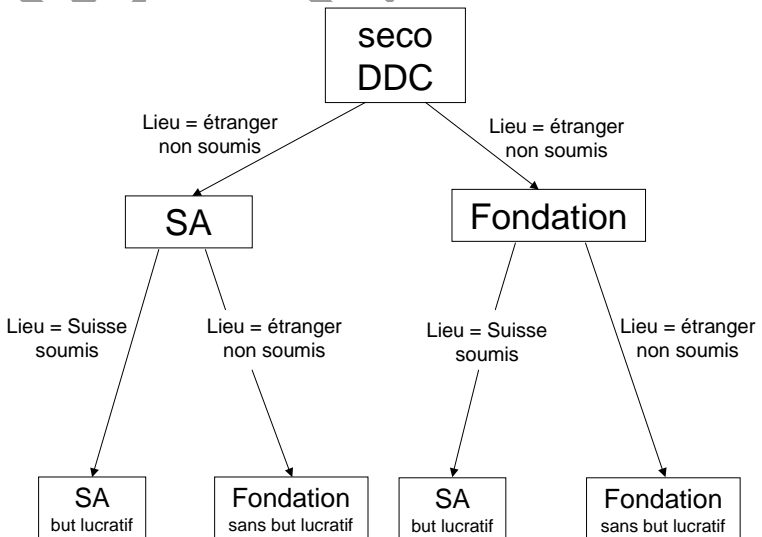 seco
DDC
Lieu = étranger
non soumis
Lieu = étranger
non soumis
SA
Fondation
Lieu = Suisse
soumis
Lieu = étranger
non soumis
Lieu = Suisse
soumis
Lieu = étranger
non soumis
SA
but lucratif
Fondation
sans but lucratif
SA
but lucratif
Fondation
sans but lucratif